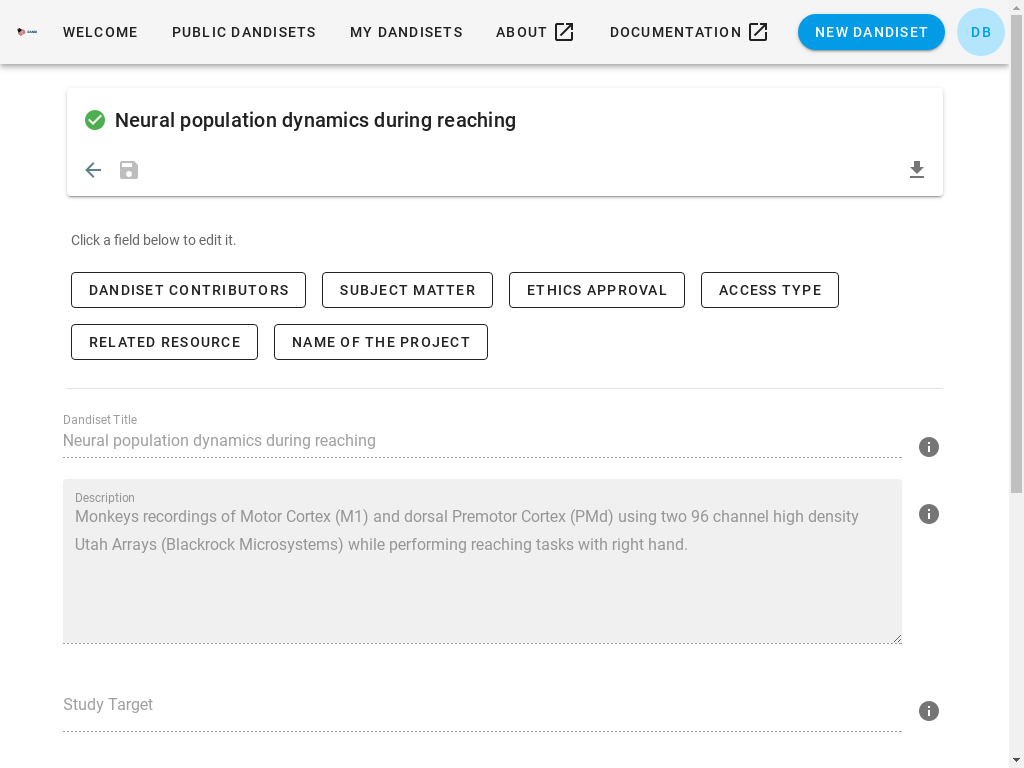 WELCOME PUBLIC DANDISETS MY DANDISETS ABOUT DOCUMENTATION NEW DANDISET DB
Neural population dynamics during reaching
Click a field below to edit it.
DANDISET CONTRIBUTORS SUBJECT MATTER ETHICS APPROVAL ACCESS TYPE
RELATED RESOURCE NAME OF THE PROJECT
Dandiset Title
Neural population dynamics during reaching
Description
Monkeys recordings of Motor Cortex (M1) and dorsal Premotor Cortex (PMd) using two 96 channel high density
Utah Arrays (Blackrock Microsystems) while performing reaching tasks with right hand.
Study Target